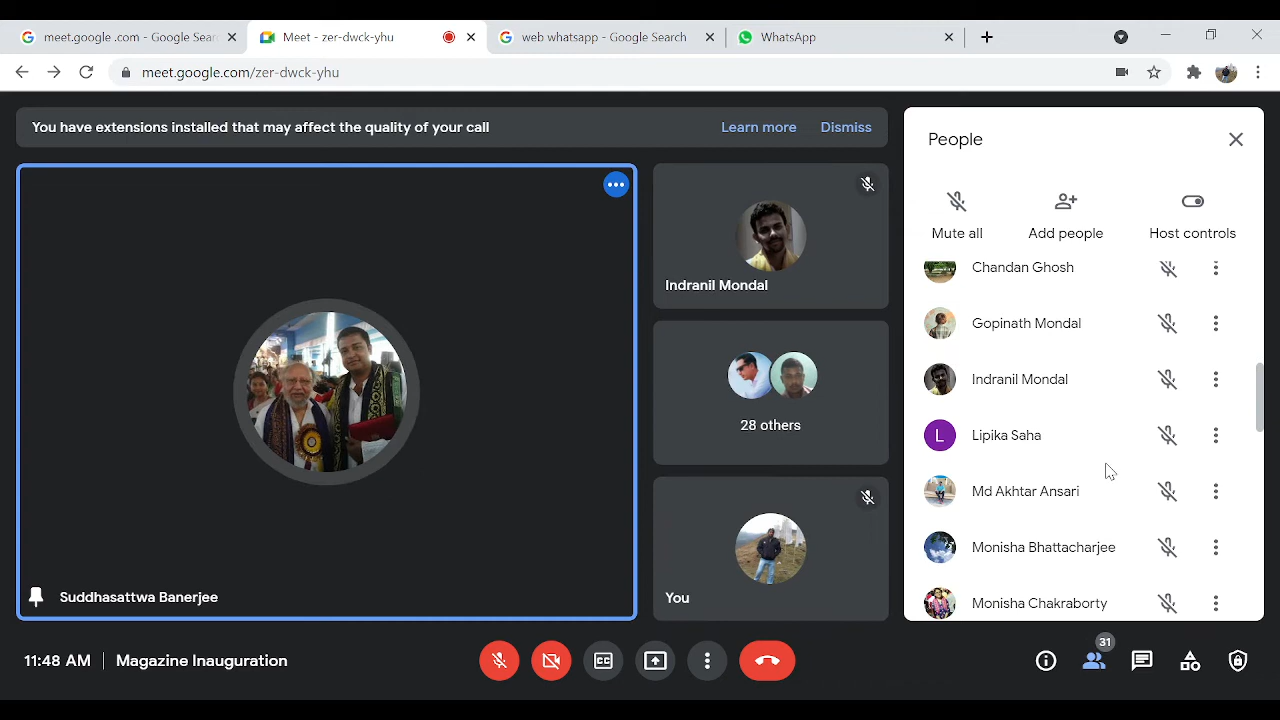 meet.google .com - Google Sear
Meet - zer-dwck-yhu
web whatsapp - Google Search
WhatsApp
meet.google.com/zer-dwck-yhu
You have extensions installed that may affect the quality of your call
Learn more
Dismiss
Suddhasattwa Banerjee
Indranil Mondal
28 others
You
People
Mute all
Add people
Host controls
Chandan Ghosh
Gopinath Mondal
Indranil Mondal
L
Lipika Saha
Md Akhtar Ansari
Monisha Bhattacharjee
Monisha Chakraborty
11:48 AM
Magazine Inauguration
CC
31